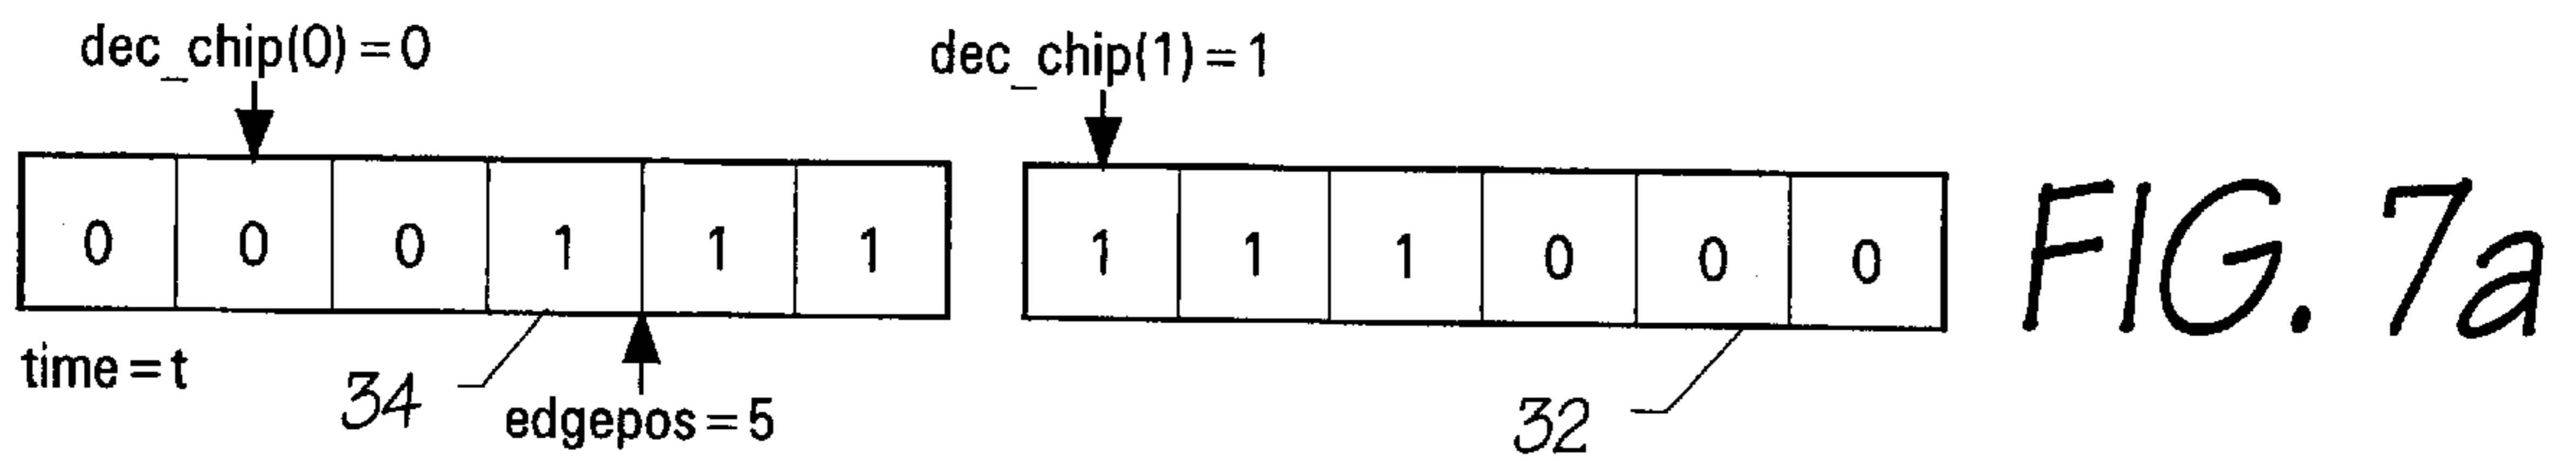 dec_chip(0) = 0
dec_chip(1) = 1
0 0 0 1 1 1
1 1 1 0 0 0
FIG. 7a
time = t
34
edgepos = 5
32